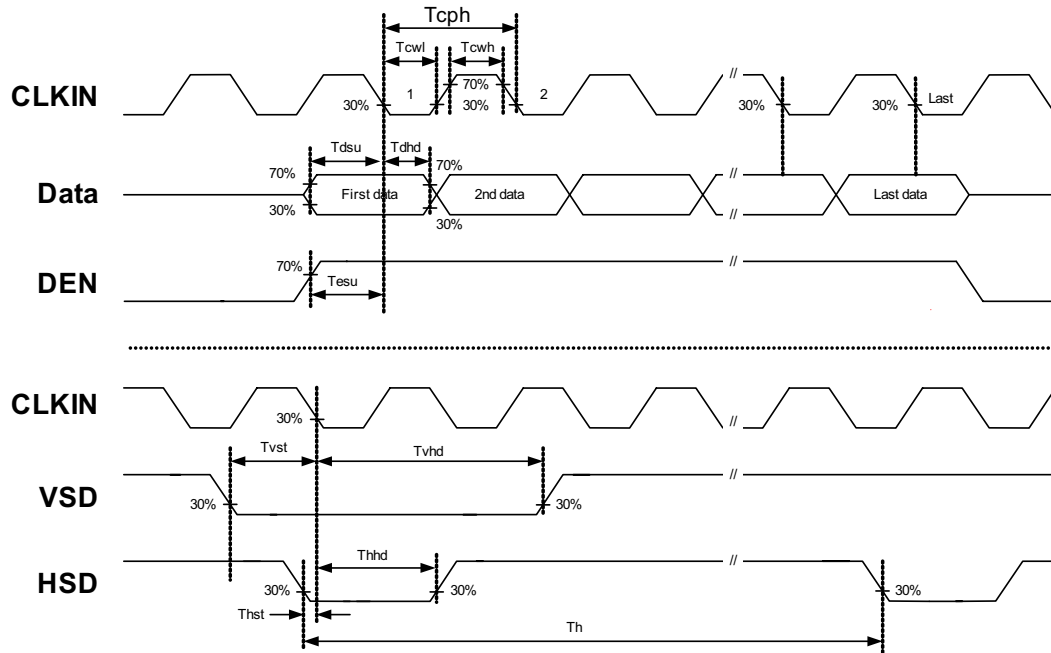 Tcph
Tcwl Tcwh
CLKIN 30% 1 70% 30% 2 // 30% 30% Last
Tdsu Tdhd
70% 70%
Data First data 2nd data // // Last data
30% 30%
DEN 70% //
Tesu
CLKIN 30% //
Tvst Tvhd
VSD 30% 30% //
Thhd
HSD 30% 30% // 30%
Thst
Th